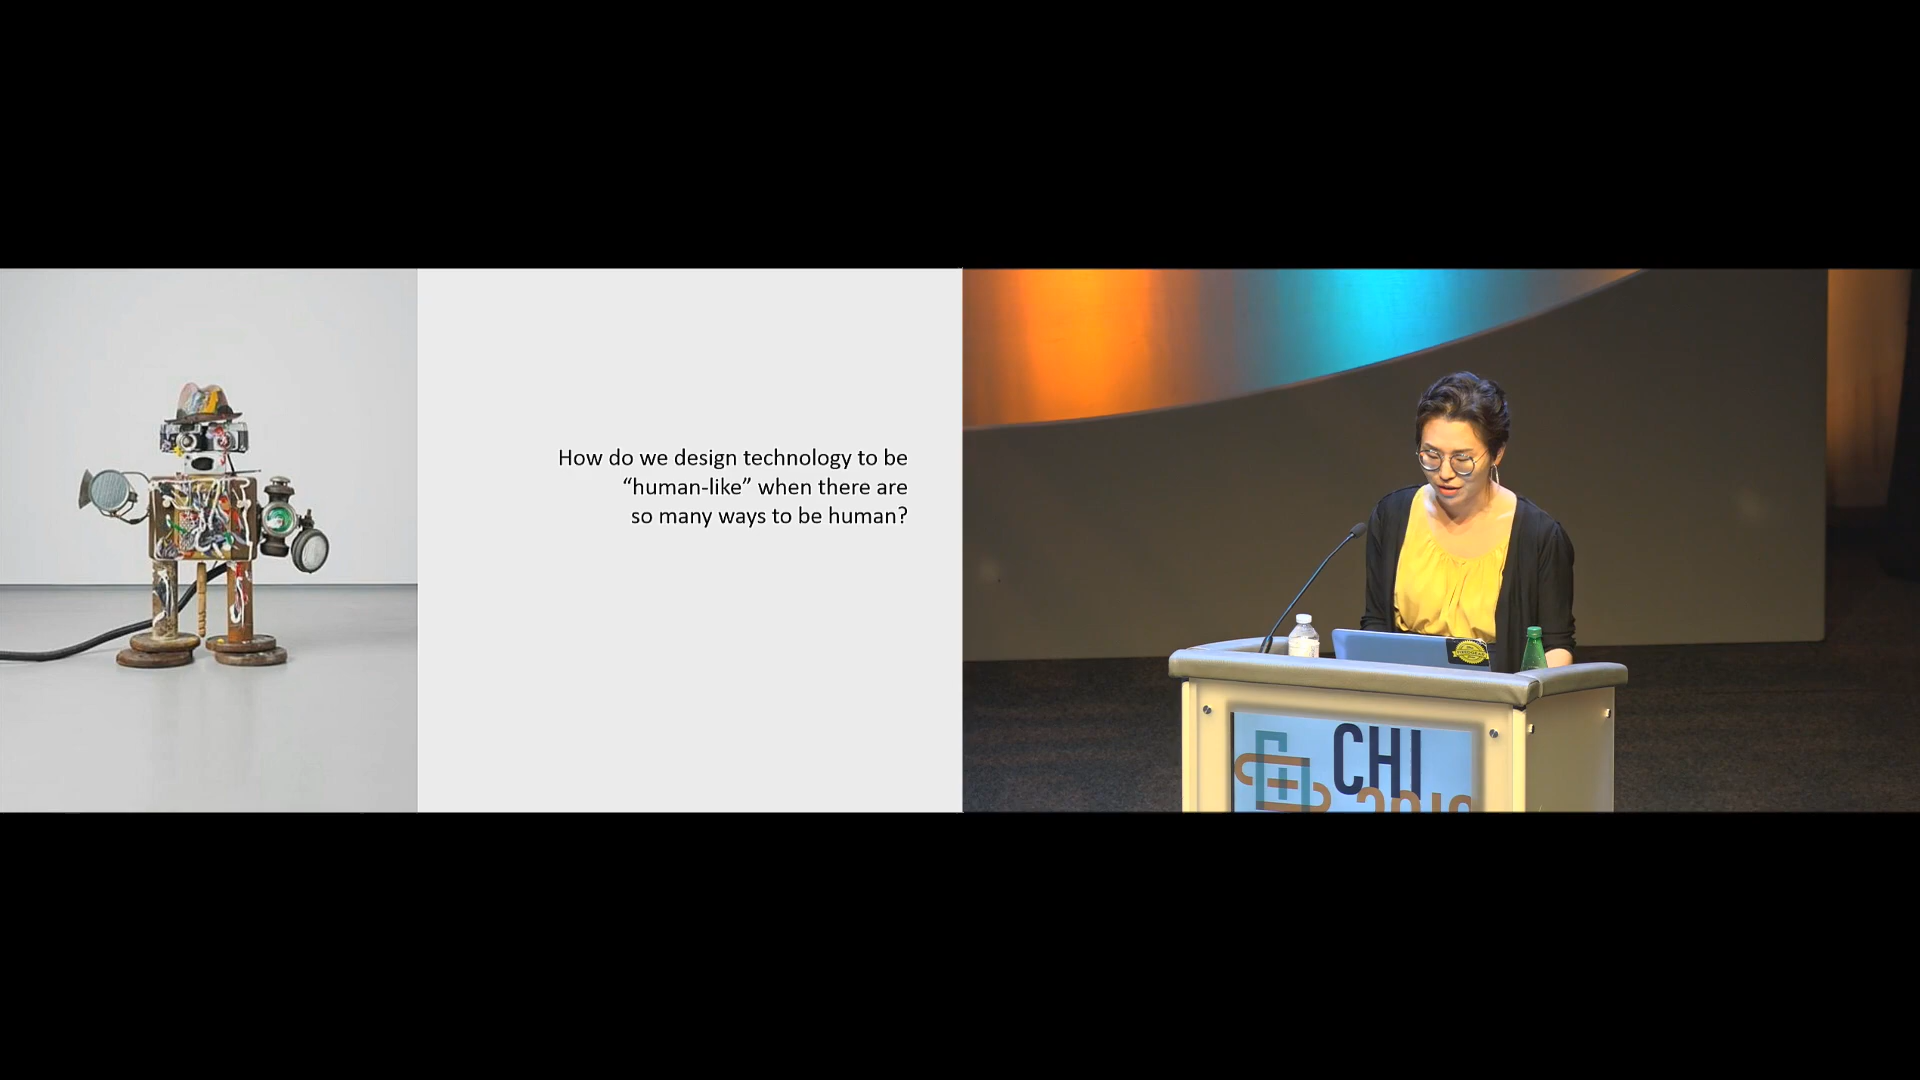 How do we design technology to be
“human-like” when there are
so many ways to be human?
CHI